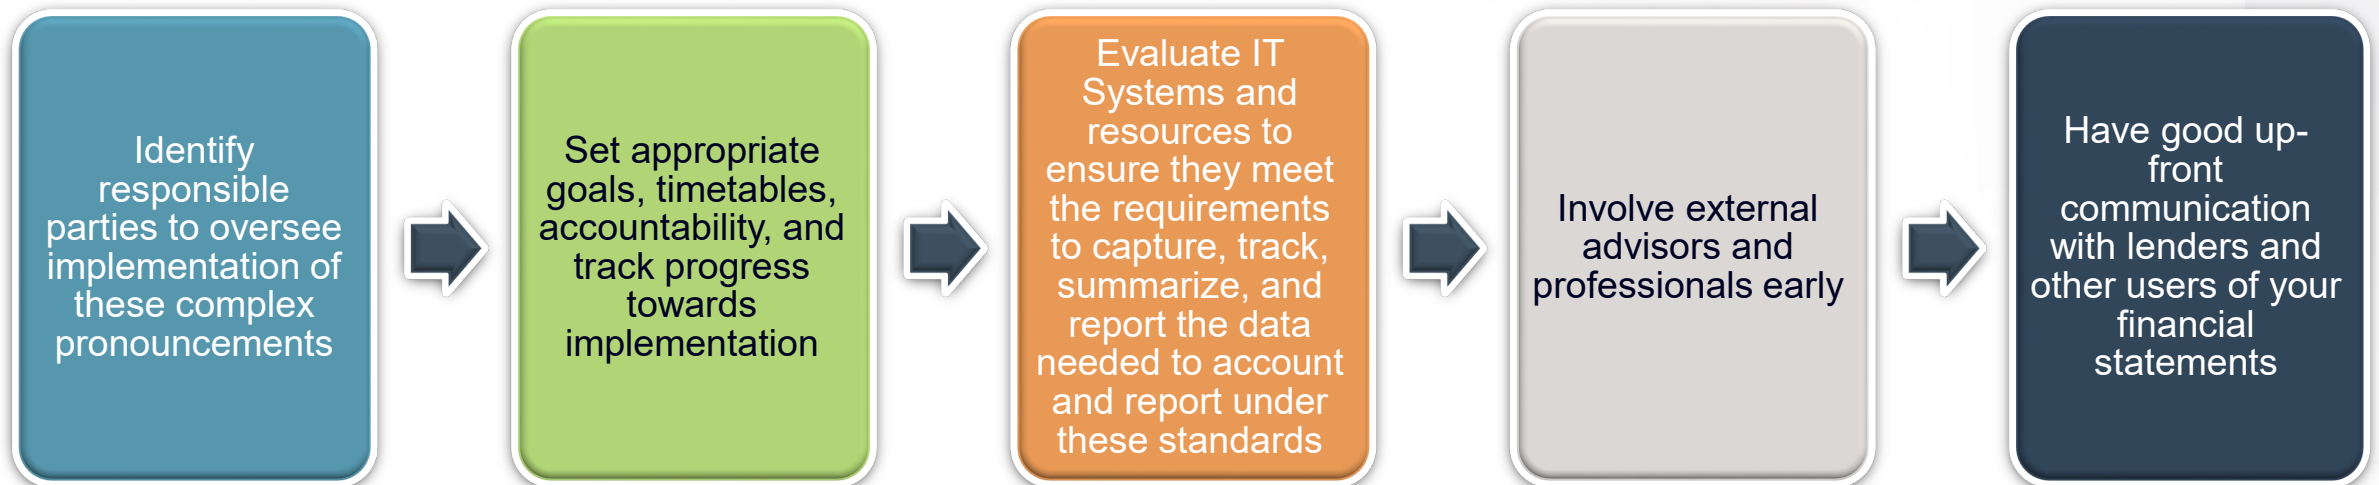 Identify
responsible
parties to oversee
implementation of
these complex
pronouncements
Set appropriate
goals, timetables,
accountability, and
track progress
towards
implementation
Evaluate IT
Systems and
resources to
ensure they meet
the requirements
to capture, track,
summarize, and
report the data
needed to account
and report under
these standards
Involve external
advisors and
professionals early
Have good up-
front
communication
with lenders and
other users of your
financial
statements